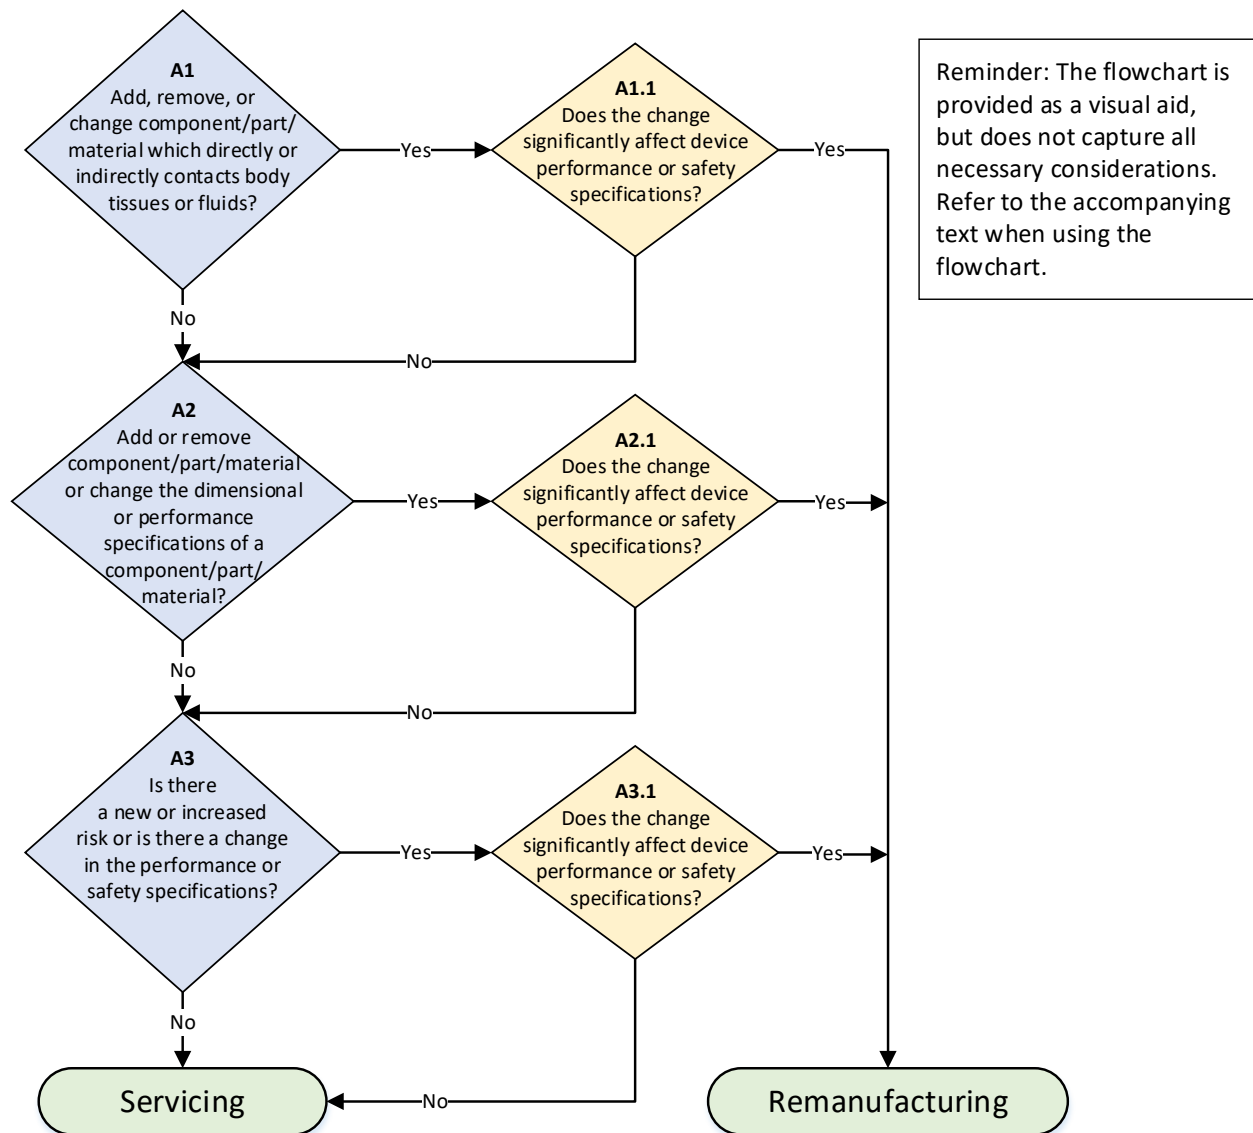 A1
Add, remove, or
change component/part/
material which directly or
indirectly contacts body
tissues or fluids?
Yes
A1.1
Does the change
significantly affect device
performance or safety
specifications?
Yes
Reminder: The flowchart is
provided as a visual aid,
but does not capture all
necessary considerations.
Refer to the accompanying
text when using the
flowchart.
No
No
A2
Add or remove
component/part/material
or change the dimensional
or performance
specifications of a
component/part/
material?
Yes
A2.1
Does the change
significantly affect device
performance or safety
specifications?
Yes
No
No
A3
Is there
a new or increased
risk or is there a change
in the performance or
safety specifications?
Yes
A3.1
Does the change
significantly affect device
performance or safety
specifications?
Yes
No
No
Servicing
Remanufacturing